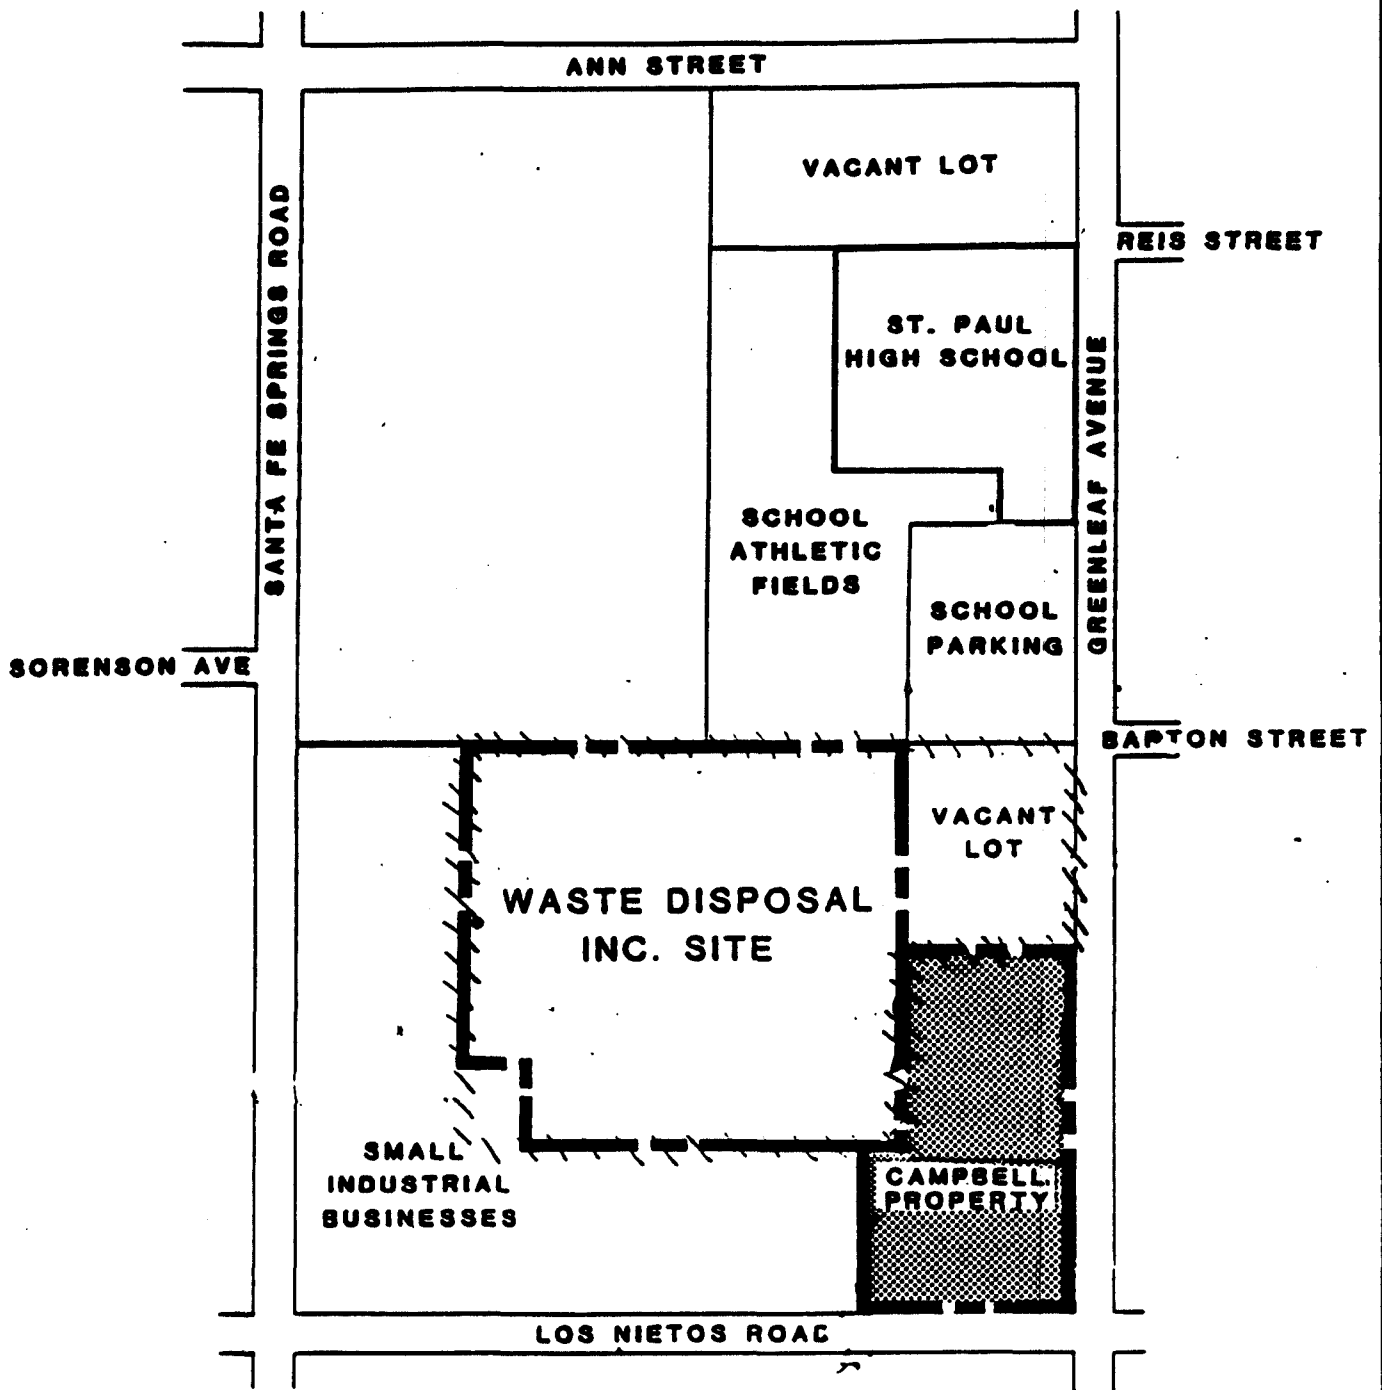 ANN STREET
VACANT LOT
REIS STREET
SANTA FE SPRINGS ROAD
ST. PAUL
HIGH SCHOOL
GREENLEAF AVENUE
SCHOOL
ATHLETIC
FIELDS
SCHOOL
PARKING
SORENSON AVE
BARTON STREET
VACANT
LOT
WASTE DISPOSAL
INC. SITE
SMALL
INDUSTRIAL
BUSINESSES
CAMPBELL
PROPERTY
LOS NIETOS ROAD